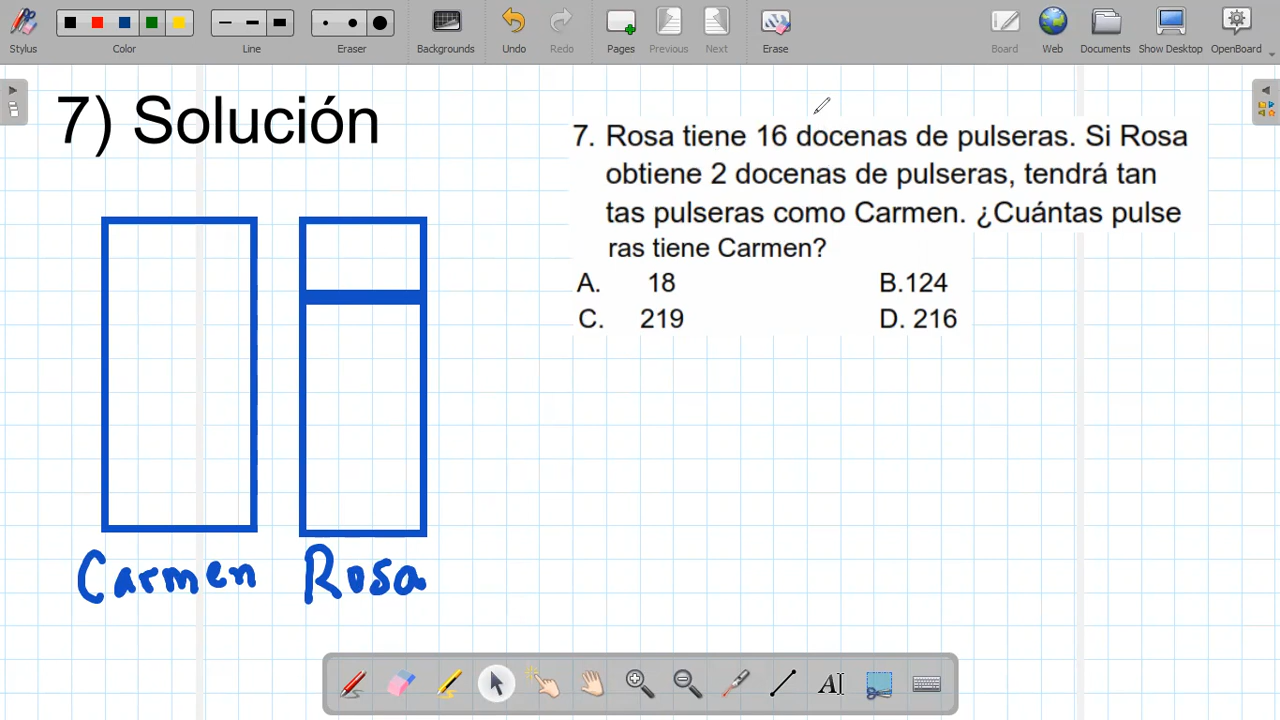 Stylus
Color
Line
Eraser
Backgrounds
Undo
Redo
Pages
Previous
Next
Erase
Board
Web
Documents
Show Desktop
OpenBoard
7) Solución
7. Rosa tiene 16 docenas de pulseras. Si Rosa
obtiene 2 docenas de pulseras, tendrá tan
tas pulseras como Carmen. ¿Cuántas pulse
ras tiene Carmen?
A. 18 B.124
C. 219 D. 216
Carmen Rosa